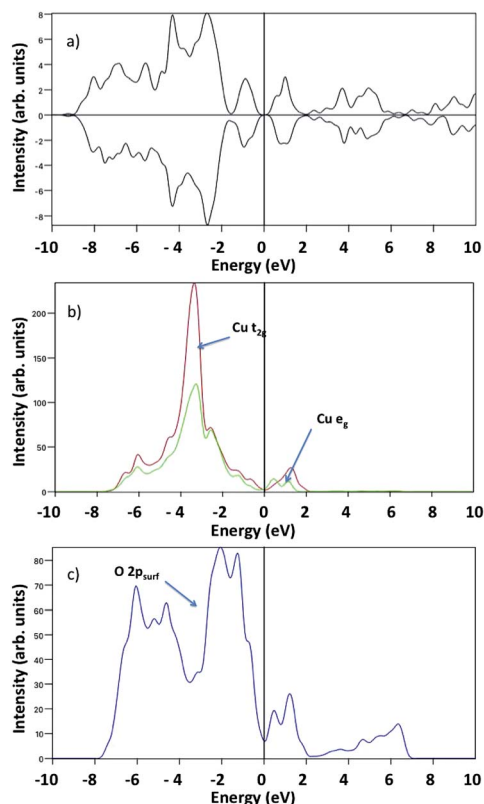 a)
Intensity (arb. units)
8
6
4
2
0
-2
-4
-6
-8
-10 -8 -6 - 4 -2 0 2 4 6 8 10
Energy (eV)
b)
Intensity (arb. units)
200
150
100
50
0
Cu t2g
Cu eg
-10 -8 -6 - 4 -2 0 2 4 6 8 10
Energy (eV)
c)
Intensity (arb. units)
80
70
60
50
40
30
20
10
0
O 2psurf
-10 -8 -6 -4 -2 0 2 4 6 8 10
Energy (eV)